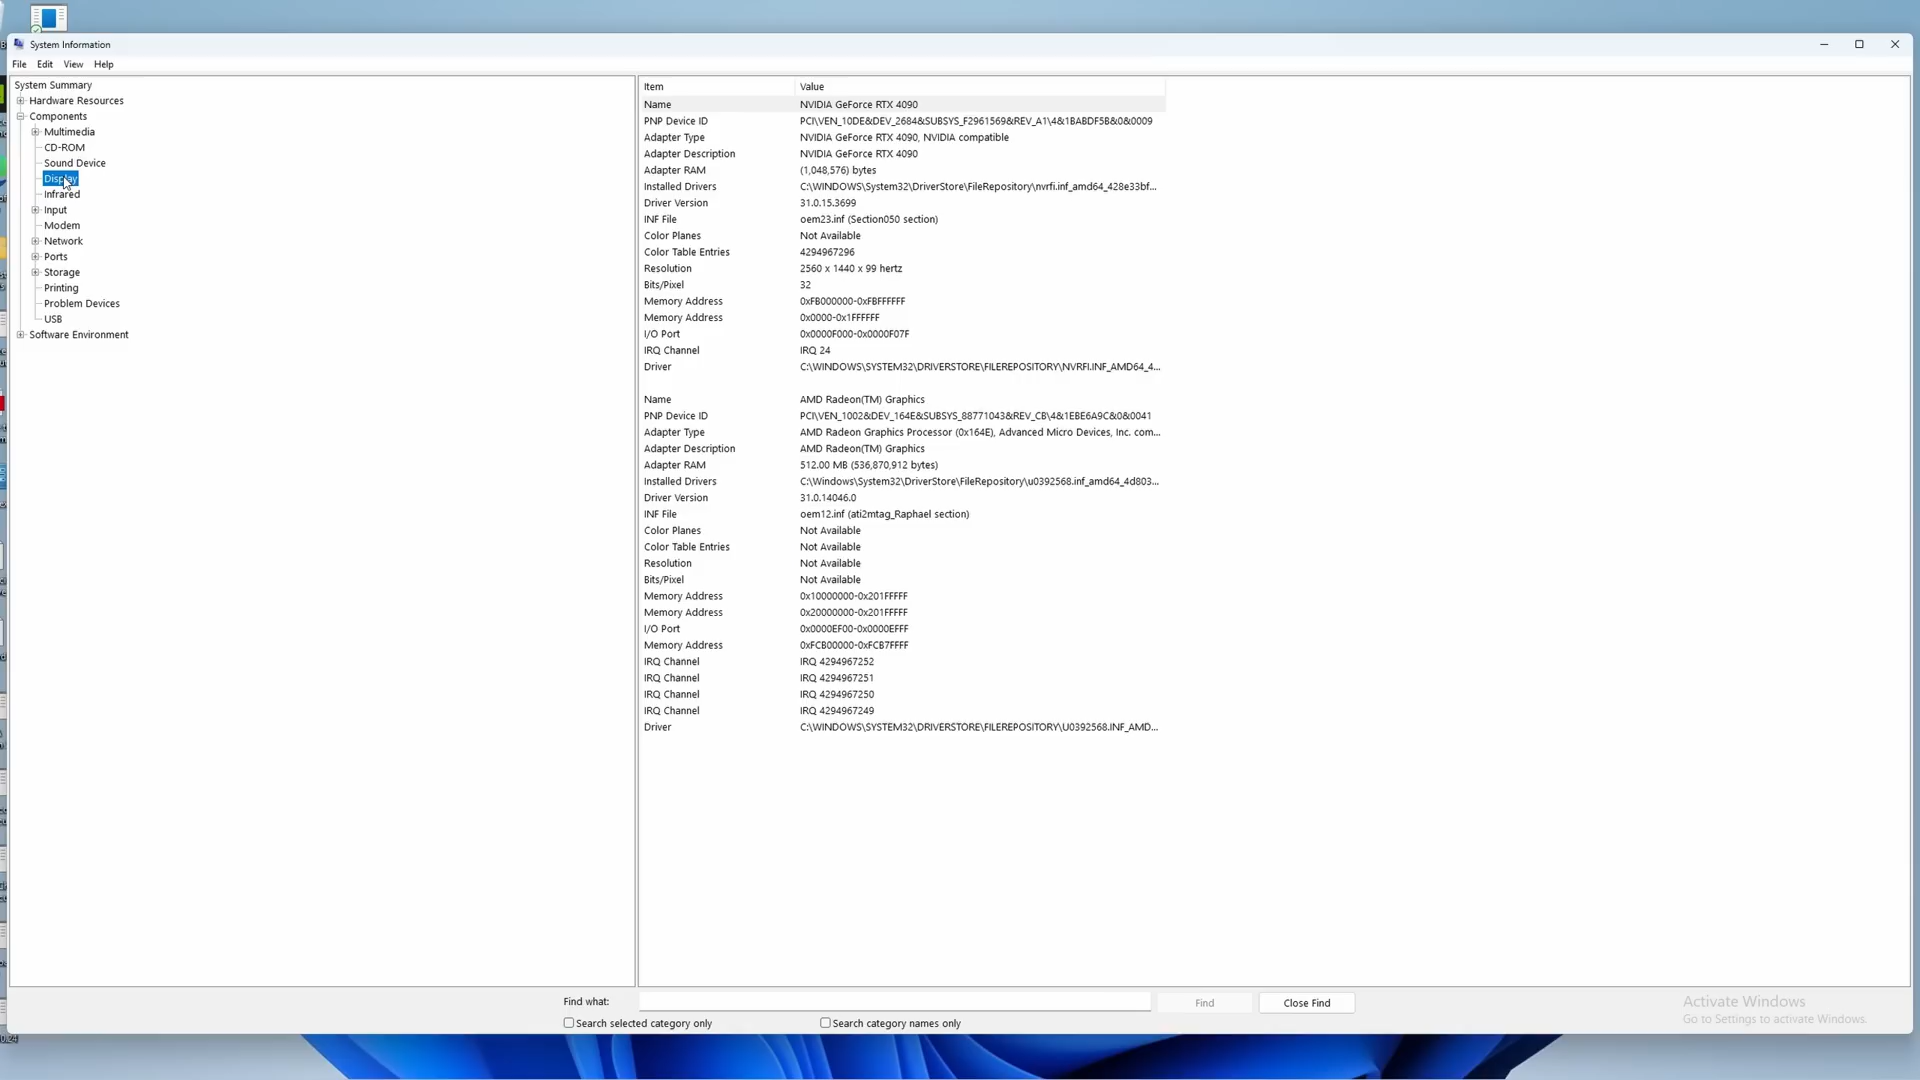 System Information
File Edit View Help
System Summary
Hardware Resources
Components
Multimedia
CD-ROM
Sound Device
Display
Infrared
Input
Modem
Network
Ports
Storage
Printing
Problem Devices
USB
Software Environment
Item Value
Name NVIDIA GeForce RTX 4090
PNP Device ID PCI\VEN_10DE&DEV_2684&SUBSYS_F2961569&REV_A1\4&1BABDF5B&0&0009
Adapter Type NVIDIA GeForce RTX 4090, NVIDIA compatible
Adapter Description NVIDIA GeForce RTX 4090
Adapter RAM (1,048,576) bytes
Installed Drivers C:\WINDOWS\System32\DriverStore\FileRepository\nvrfi.inf_amd64_428e33bf...
Driver Version 31.0.15.3699
INF File oem23.inf (Section050 section)
Color Planes Not Available
Color Table Entries 4294967296
Resolution 2560 x 1440 x 99 hertz
Bits/Pixel 32
Memory Address 0xFB000000-0xFBFFFFFF
Memory Address 0x0000-0x1FFFFFF
I/O Port 0x0000F000-0x0000F07F
IRQ Channel IRQ 24
Driver C:\WINDOWS\SYSTEM32\DRIVERSTORE\FILEREPOSITORY\NVRFI.INF_AMD64_4...
Name AMD Radeon(TM) Graphics
PNP Device ID PCI\VEN_1002&DEV_164E&SUBSYS_88771043&REV_CB\4&1EBE6A9C&0&0041
Adapter Type AMD Radeon Graphics Processor (0x164E), Advanced Micro Devices, Inc. com...
Adapter Description AMD Radeon(TM) Graphics
Adapter RAM 512.00 MB (536,870,912 bytes)
Installed Drivers C:\Windows\System32\DriverStore\FileRepository\u0392568.inf_amd64_4d803...
Driver Version 31.0.14046.0
INF File oem12.inf (ati2mtag_Raphael section)
Color Planes Not Available
Color Table Entries Not Available
Resolution Not Available
Bits/Pixel Not Available
Memory Address 0x10000000-0x201FFFFF
Memory Address 0x20000000-0x201FFFFF
I/O Port 0x0000EF00-0x0000EFFF
Memory Address 0xFCB00000-0xFCB7FFFF
IRQ Channel IRQ 4294967252
IRQ Channel IRQ 4294967251
IRQ Channel IRQ 4294967250
IRQ Channel IRQ 4294967249
Driver C:\WINDOWS\SYSTEM32\DRIVERSTORE\FILEREPOSITORY\U0392568.INF_AMD...
Find what: Find Close Find
Search selected category only Search category names only
Activate Windows
Go to Settings to activate Windows.